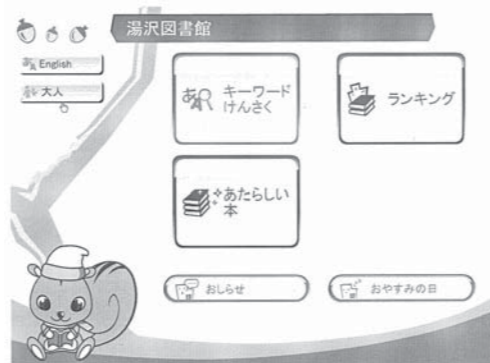 湯沢図書館
English
大人
キーワード
けんさく
ランキング
あたらしい
本
おしらせ
おやすみの日